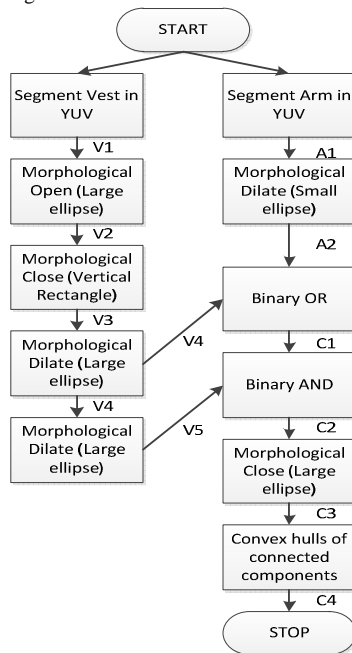 START
Segment Vest in
YUV
V1
Morphological
Open (Large
ellipse)
V2
Morphological
Close (Vertical
Rectangle)
V3
Morphological
Dilate (Large
ellipse)
V4
V4
Morphological
Dilate (Large
ellipse)
V5
Segment Arm in
YUV
A1
Morphological
Dilate (Small
ellipse)
A2
Binary OR
C1
Binary AND
C2
Morphological
Close (Large
ellipse)
C3
Convex hulls of
connected
components
C4
STOP